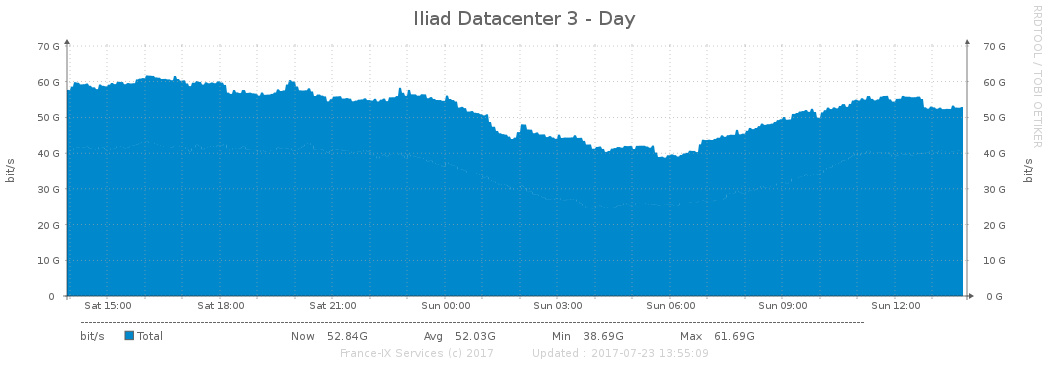 Iliad Datacenter 3 - Day
RRDTOOL / TOBI OETIKER
70 G 70 G
60 G 60 G
50 G 50 G
40 G 40 G
30 G 30 G
20 G 20 G
10 G 10 G
0 0 G
bit/s bit/s
Sat 15:00 Sat 18:00 Sat 21:00 Sun 00:00 Sun 03:00 Sun 06:00 Sun 09:00 Sun 12:00
bit/s Total Now 52.84G Avg 52.03G Min 38.69G Max 61.69G
France-IX Services (c) 2017 Updated : 2017-07-23 13:55:09